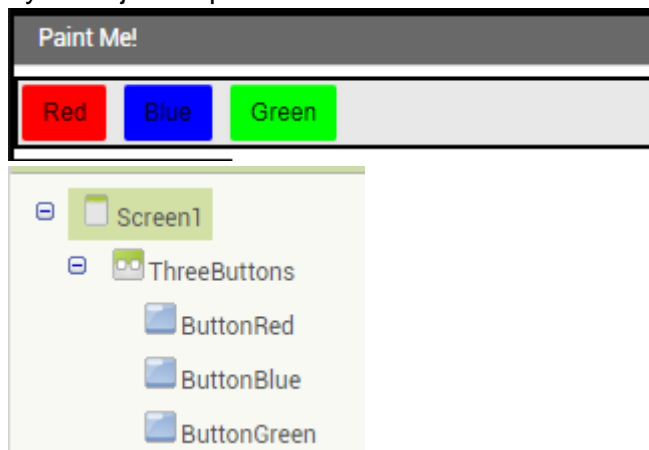 Paint Me!
Red Blue Green
Screen1
ThreeButtons
ButtonRed
ButtonBlue
ButtonGreen